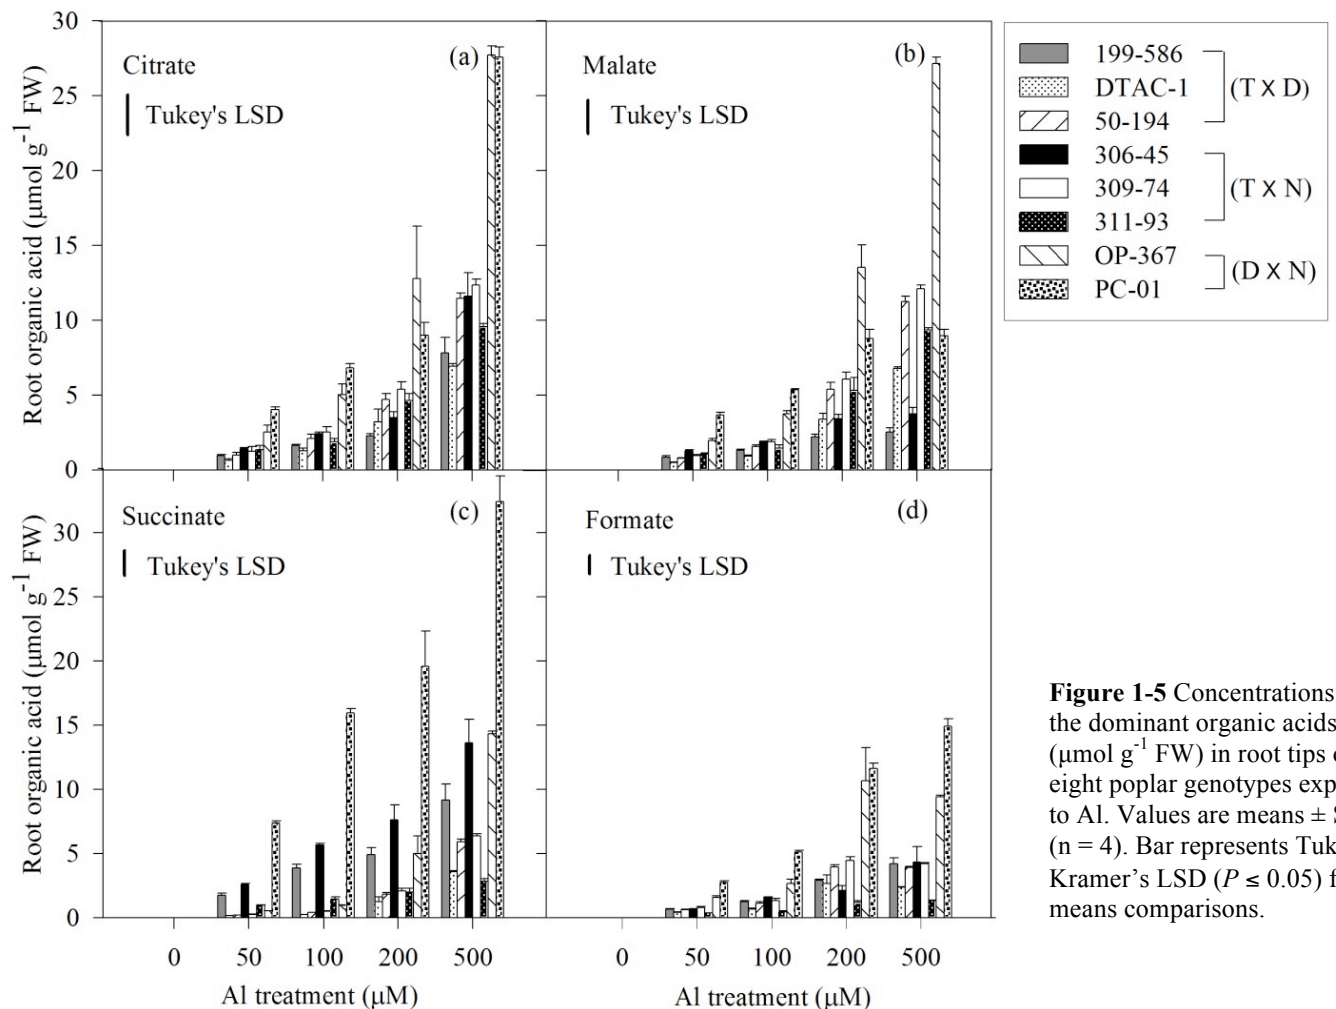 30
25
20
15
10
5
0
Root organic acid (µmol g-1 FW)
Citrate
(a)
Tukey's LSD
Malate
(b)
Tukey's LSD
199-586
DTAC-1
50-194
(T X D)
306-45
309-74
311-93
(T X N)
OP-367
PC-01
(D X N)
30
25
20
15
10
5
0
Root organic acid (µmol g-1 FW)
Succinate
(c)
Tukey's LSD
Formate
(d)
Tukey's LSD
0 50 100 200 500
Al treatment (µM)
0 50 100 200 500
Al treatment (µM)
Figure 1-5 Concentrations
the dominant organic acids
(µmol g-1 FW) in root tips
eight poplar genotypes
to Al. Values are means ±
(n = 4). Bar represents
Kramer's LSD (P ≤ 0.05)
means comparisons.